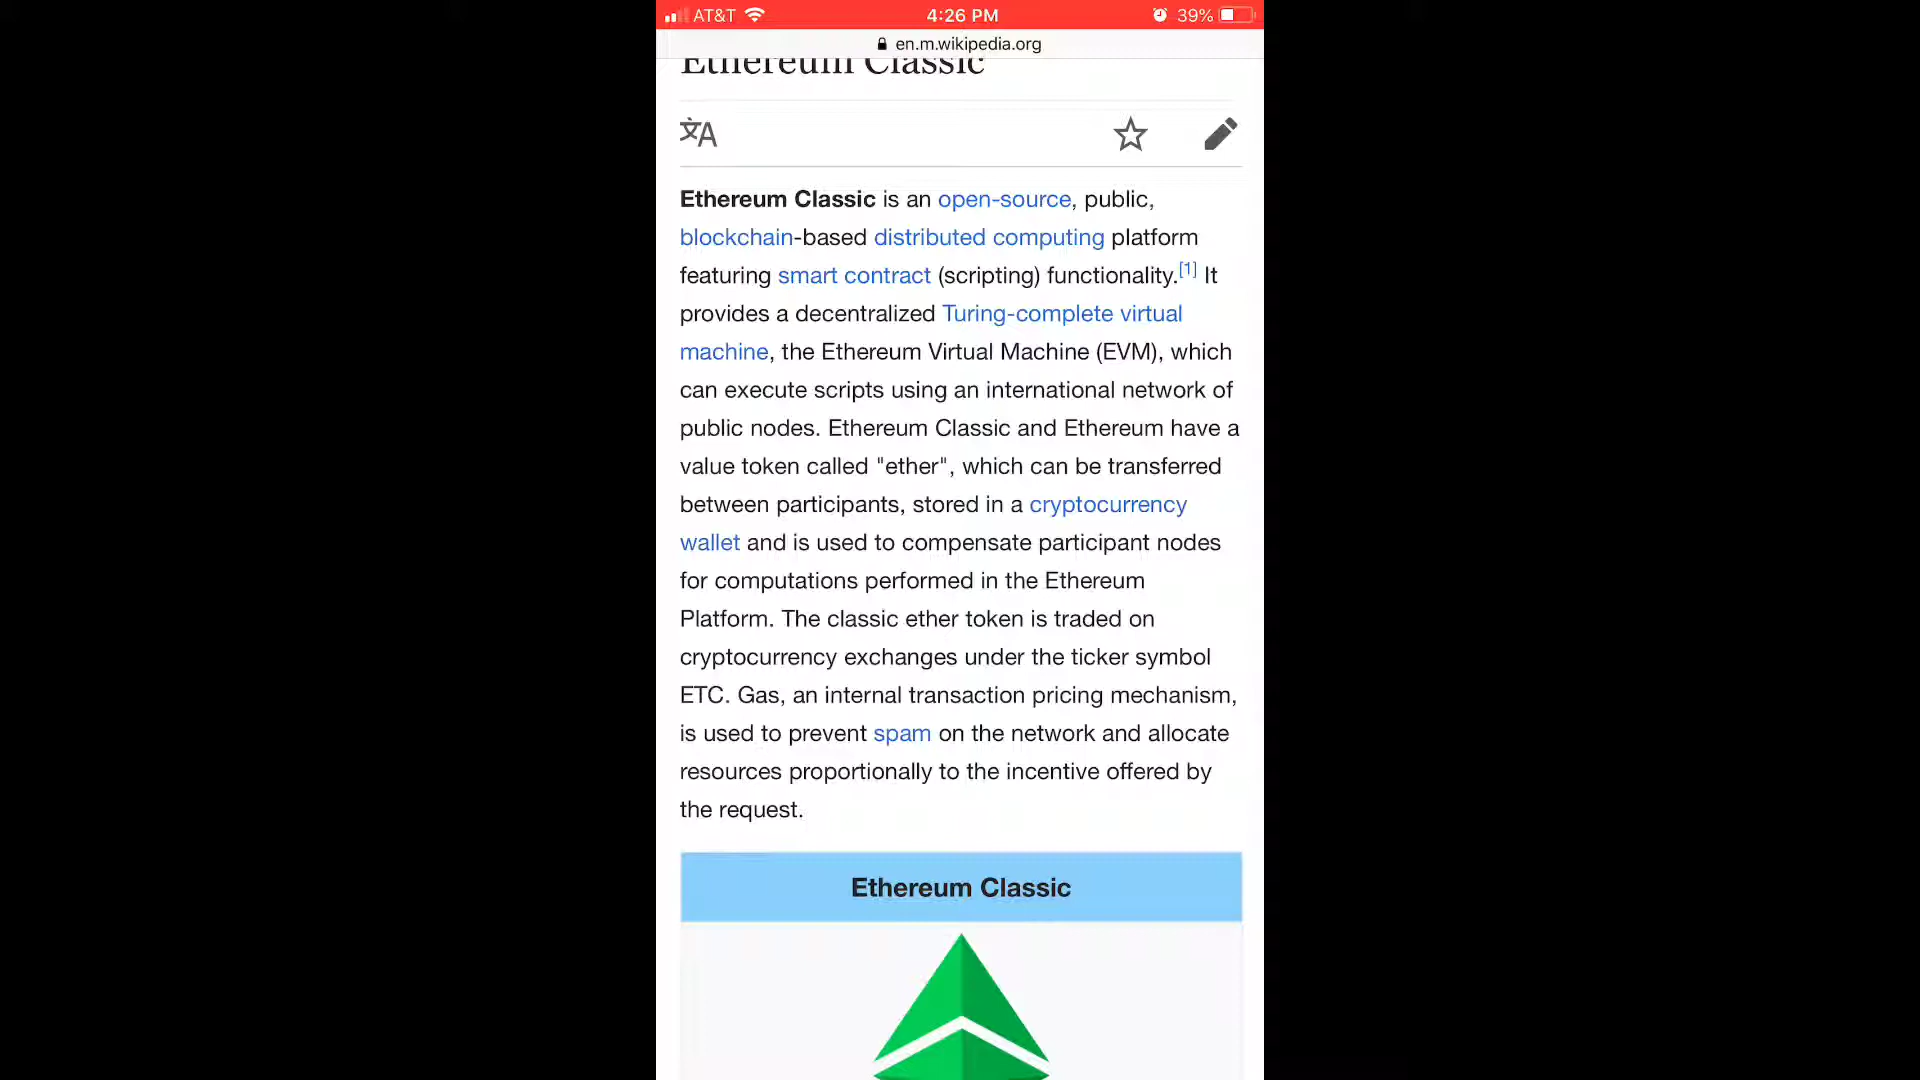 AT&T 4:26 PM 39%
en.m.wikipedia.org
Ethereum Classic
文A
Ethereum Classic is an open-source, public,
blockchain-based distributed computing platform
featuring smart contract (scripting) functionality.[1] It
provides a decentralized Turing-complete virtual
machine, the Ethereum Virtual Machine (EVM), which
can execute scripts using an international network of
public nodes. Ethereum Classic and Ethereum have a
value token called "ether", which can be transferred
between participants, stored in a cryptocurrency
wallet and is used to compensate participant nodes
for computations performed in the Ethereum
Platform. The classic ether token is traded on
cryptocurrency exchanges under the ticker symbol
ETC. Gas, an internal transaction pricing mechanism,
is used to prevent spam on the network and allocate
resources proportionally to the incentive offered by
the request.
Ethereum Classic